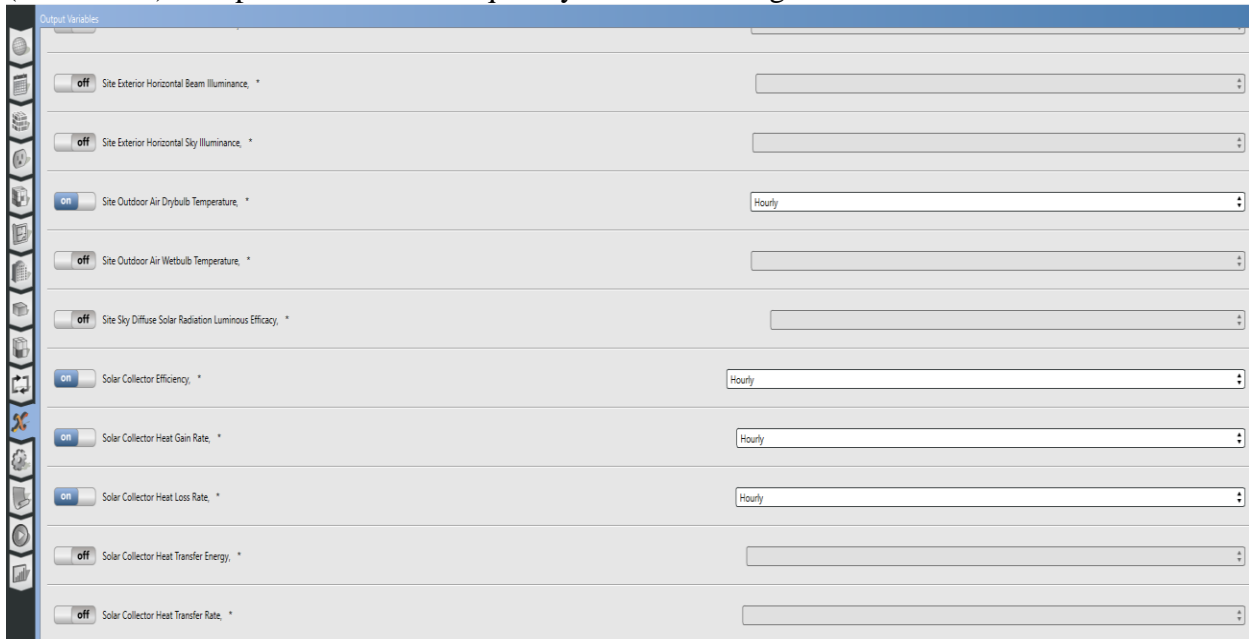 Output Variables
off Site Exterior Horizontal Beam Illuminance, *
off Site Exterior Horizontal Sky Illuminance, *
on Site Outdoor Air Drybulb Temperature, * Hourly
off Site Outdoor Air Wetbulb Temperature, *
off Site Sky Diffuse Solar Radiation Luminous Efficacy, *
on Solar Collector Efficiency, * Hourly
on Solar Collector Heat Gain Rate, * Hourly
on Solar Collector Heat Loss Rate, * Hourly
off Solar Collector Heat Transfer Energy, *
off Solar Collector Heat Transfer Rate, *